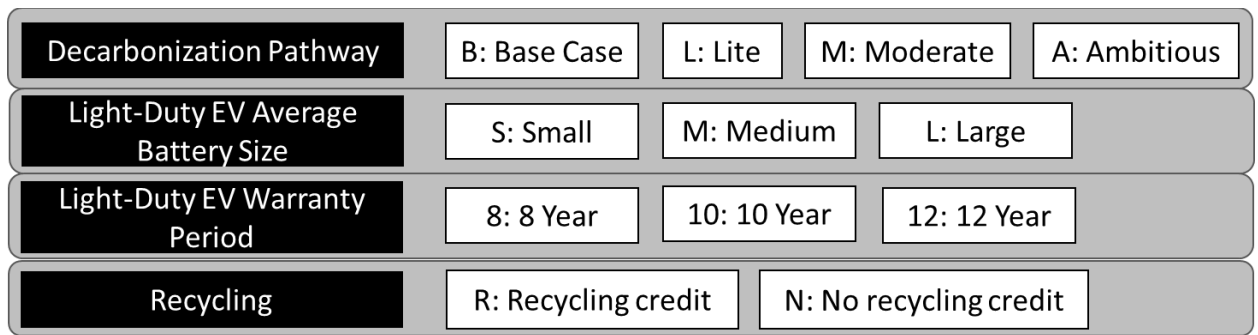 Decarbonization Pathway
B: Base Case
L: Lite
M: Moderate
A: Ambitious
Light-Duty EV Average
Battery Size
S: Small
M: Medium
L: Large
Light-Duty EV Warranty
Period
8: 8 Year
10: 10 Year
12: 12 Year
Recycling
R: Recycling credit
N: No recycling credit